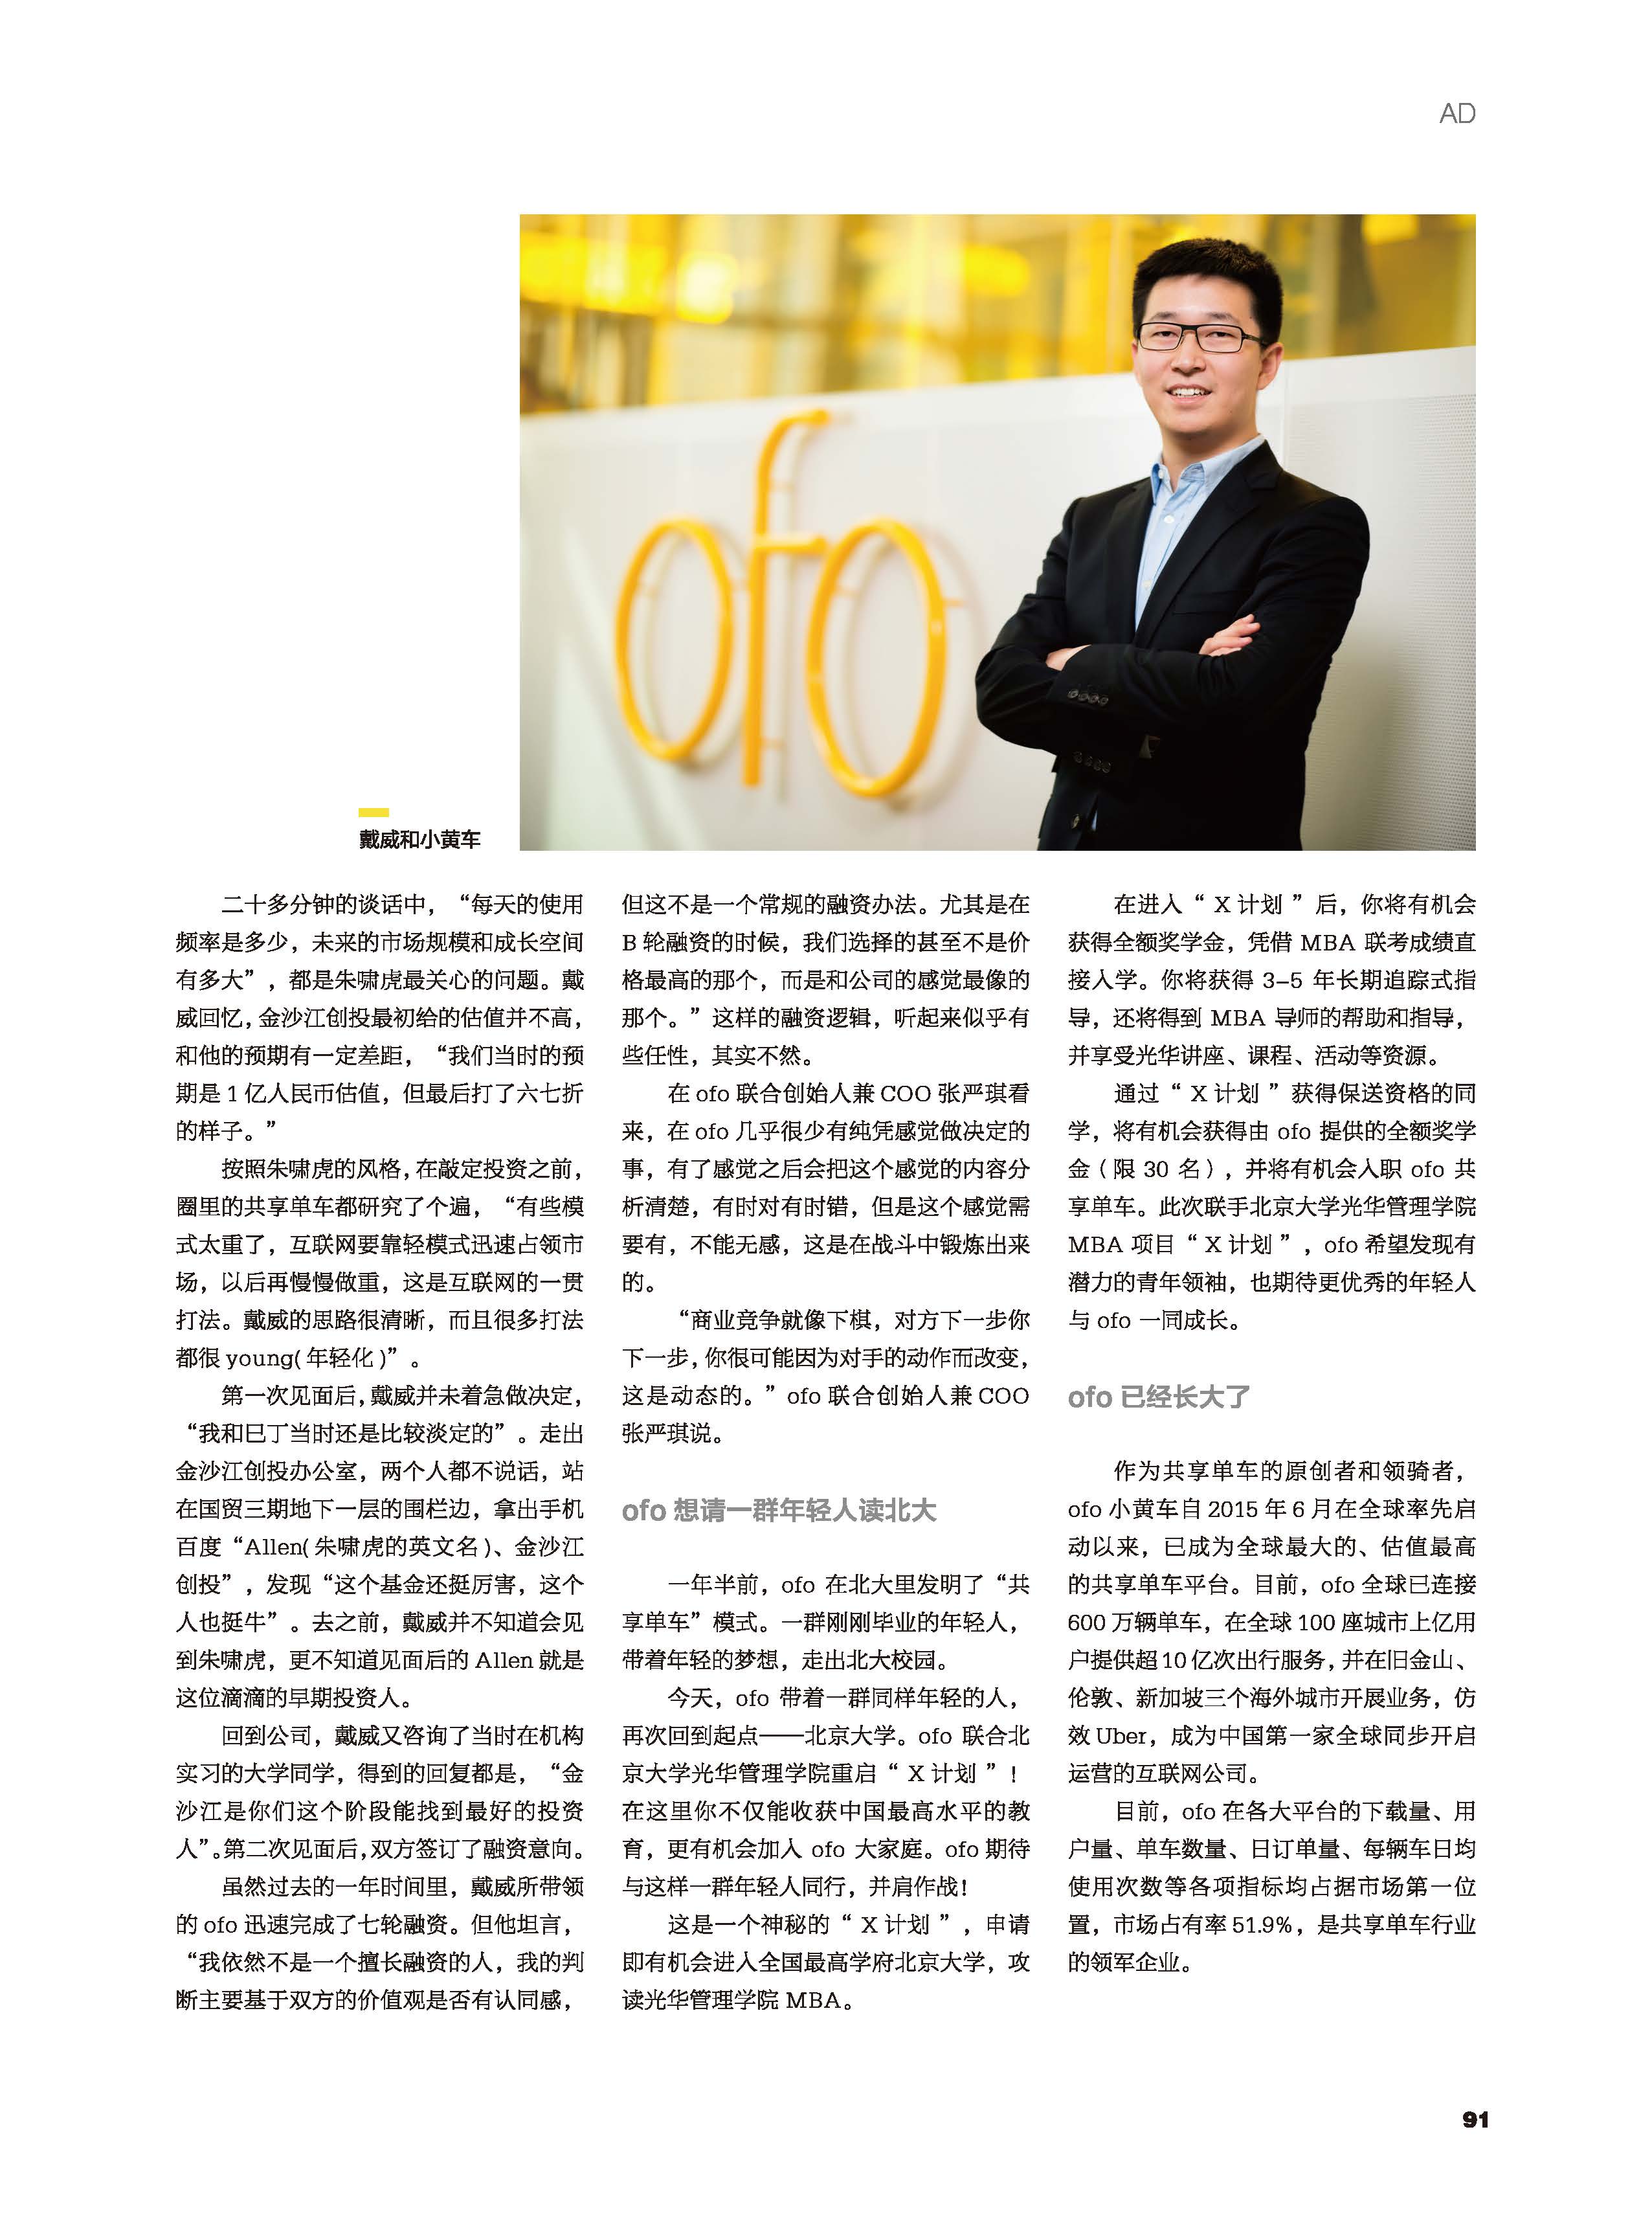 AD
ofo
戴威和小黄车
二十多分钟的谈话中，“每天的使用
频率是多少，未来的市场规模和成长空间
有多大”，都是朱啸虎最关心的问题。戴
威回忆，金沙江创投最初给的估值并不高，
和他的预期有一定差距，“我们当时的预
期是 1 亿人民币估值，但最后打了六七折
的样子。”
按照朱啸虎的风格，在敲定投资之前，
圈里的共享单车都研究了个遍，“有些模
式太重了，互联网要靠轻模式迅速占领市
场，以后再慢慢做重，这是互联网的一贯
打法。戴威的思路很清晰，而且很多打法
都很 young( 年轻化 )”。
第一次见面后，戴威并未着急做决定，
“我和巳丁当时还是比较淡定的”。走出
金沙江创投办公室，两个人都不说话，站
在国贸三期地下一层的围栏边，拿出手机
百度“Allen( 朱啸虎的英文名 )、金沙江
创投”，发现“这个基金还挺厉害，这个
人也挺牛”。去之前，戴威并不知道会见
到朱啸虎，更不知道见面后的 Allen 就是
这位滴滴的早期投资人。
回到公司，戴威又咨询了当时在机构
实习的大学同学，得到的回复都是，“金
沙江是你们这个阶段能找到最好的投资
人”。第二次见面后，双方签订了融资意向。
虽然过去的一年时间里，戴威所带领
的 ofo 迅速完成了七轮融资。但他坦言，
“我依然不是一个擅长融资的人，我的判
断主要基于双方的价值观是否有认同感，
但这不是一个常规的融资办法。尤其是在
B 轮融资的时候，我们选择的甚至不是价
格最高的那个，而是和公司的感觉最像的
那个。”这样的融资逻辑，听起来似乎有
些任性，其实不然。
在 ofo 联合创始人兼 COO 张严琪看
来，在 ofo 几乎很少有纯凭感觉做决定的
事，有了感觉之后会把这个感觉的内容分
析清楚，有时对有时错，但是这个感觉需
要有，不能无感，这是在战斗中锻炼出来
的。
“商业竞争就像下棋，对方下一步你
下一步，你很可能因为对手的动作而改变，
这是动态的。”ofo 联合创始人兼 COO
张严琪说。
ofo 想请一群年轻人读北大
一年半前，ofo 在北大里发明了“共
享单车”模式。一群刚刚毕业的年轻人，
带着年轻的梦想，走出北大校园。
今天，ofo 带着一群同样年轻的人，
再次回到起点——北京大学。ofo 联合北
京大学光华管理学院重启“ X 计划 ”！
在这里你不仅能收获中国最高水平的教
育，更有机会加入 ofo 大家庭。ofo 期待
与这样一群年轻人同行，并肩作战！
这是一个神秘的“ X 计划 ”，申请
即有机会进入全国最高学府北京大学，攻
读光华管理学院 MBA。
在进入“ X 计划 ”后，你将有机会
获得全额奖学金，凭借 MBA 联考成绩直
接入学。你将获得 3-5 年长期追踪式指
导，还将得到 MBA 导师的帮助和指导，
并享受光华讲座、课程、活动等资源。
通过“ X 计划 ”获得保送资格的同
学，将有机会获得由 ofo 提供的全额奖学
金（限 30 名），并将有机会入职 ofo 共
享单车。此次联手北京大学光华管理学院
MBA 项目“ X 计划 ”，ofo 希望发现有
潜力的青年领袖，也期待更优秀的年轻人
与 ofo 一同成长。
ofo 已经长大了
作为共享单车的原创者和领骑者，
ofo 小黄车自 2015 年 6 月在全球率先启
动以来，已成为全球最大的、估值最高
的共享单车平台。目前，ofo 全球已连接
600 万辆单车，在全球 100 座城市上亿用
户提供超 10 亿次出行服务，并在旧金山、
伦敦、新加坡三个海外城市开展业务，仿
效 Uber，成为中国第一家全球同步开启
运营的互联网公司。
目前，ofo 在各大平台的下载量、用
户量、单车数量、日订单量、每辆车日均
使用次数等各项指标均占据市场第一位
置，市场占有率 51.9%，是共享单车行业
的领军企业。
91